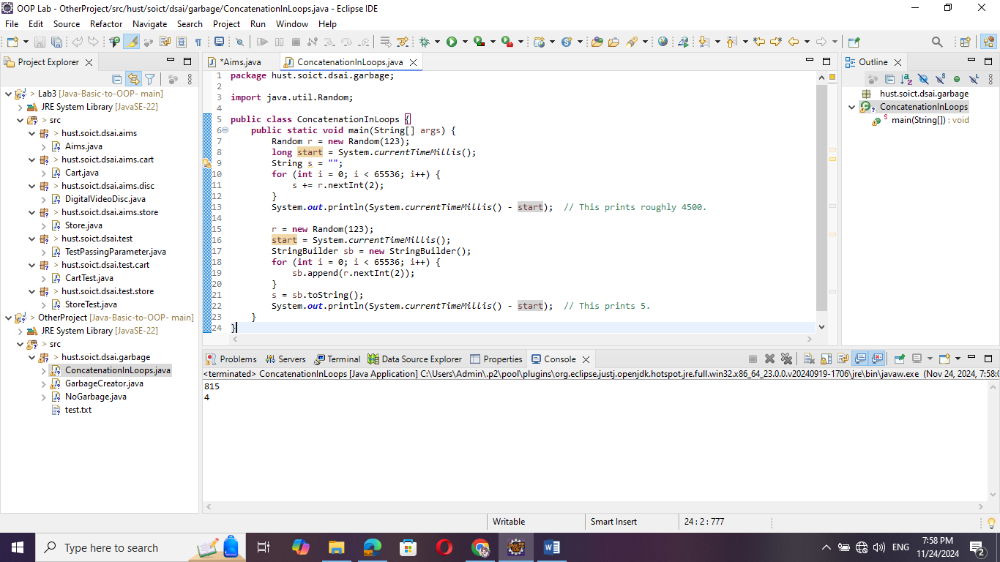 OOP Lab - OtherProject/src/hust/soict/dsai/garbage/ConcatenationInLoops.java - Eclipse IDE
File Edit Source Refactor Navigate Search Project Run Window Help
Project Explorer
> Lab3 [Java-Basic-to-OOP- main]
JRE System Library [JavaSE-22]
> src
> hust.soict.dsai.aims
> Aims.java
> hust.soict.dsai.aims.cart
> Cart.java
> hust.soict.dsai.aims.disc
> DigitalVideoDisc.java
> hust.soict.dsai.aims.store
> Store.java
> hust.soict.dsai.test
> TestPassingParameter.java
> hust.soict.dsai.test.cart
> CartTest.java
> hust.soict.dsai.test.store
> StoreTest.java
> OtherProject [Java-Basic-to-OOP- main]
JRE System Library [JavaSE-22]
> src
> hust.soict.dsai.garbage
ConcatenationInLoops.java
GarbageCreator.java
NoGarbage.java
test.txt
*Aims.java ConcatenationInLoops.java
1 package hust.soict.dsai.garbage;
2
3 import java.util.Random;
4
5 public class ConcatenationInLoops {
6 public static void main(String[] args) {
7 Random r = new Random(123);
8 long start = System.currentTimeMillis();
9 String s = "";
10 for (int i = 0; i < 65536; i++) {
11 s += r.nextInt(2);
12 }
13 System.out.println(System.currentTimeMillis() - start); // This prints roughly 4500.
14
15 r = new Random(123);
16 start = System.currentTimeMillis();
17 StringBuilder sb = new StringBuilder();
18 for (int i = 0; i < 65536; i++) {
19 sb.append(r.nextInt(2));
20 }
21 s = sb.toString();
22 System.out.println(System.currentTimeMillis() - start); // This prints 5.
23 }
24 }
Outline
hust.soict.dsai.garbage
ConcatenationInLoops
main(String[]) : void
Problems Servers Terminal Data Source Explorer Properties Console
<terminated> ConcatenationInLoops [Java Application] C:\Users\Admin\.p2\pool\plugins\org.eclipse.justj.openjdk.hotspot.jre.full.win32.x86_64_23.0.0.v20240919-1706\jre\bin\javaw.exe (Nov 24, 2024, 7:58:0
815
4
Writable Smart Insert 24 : 2 : 777
Type here to search
ENG
7:58 PM
11/24/2024
2